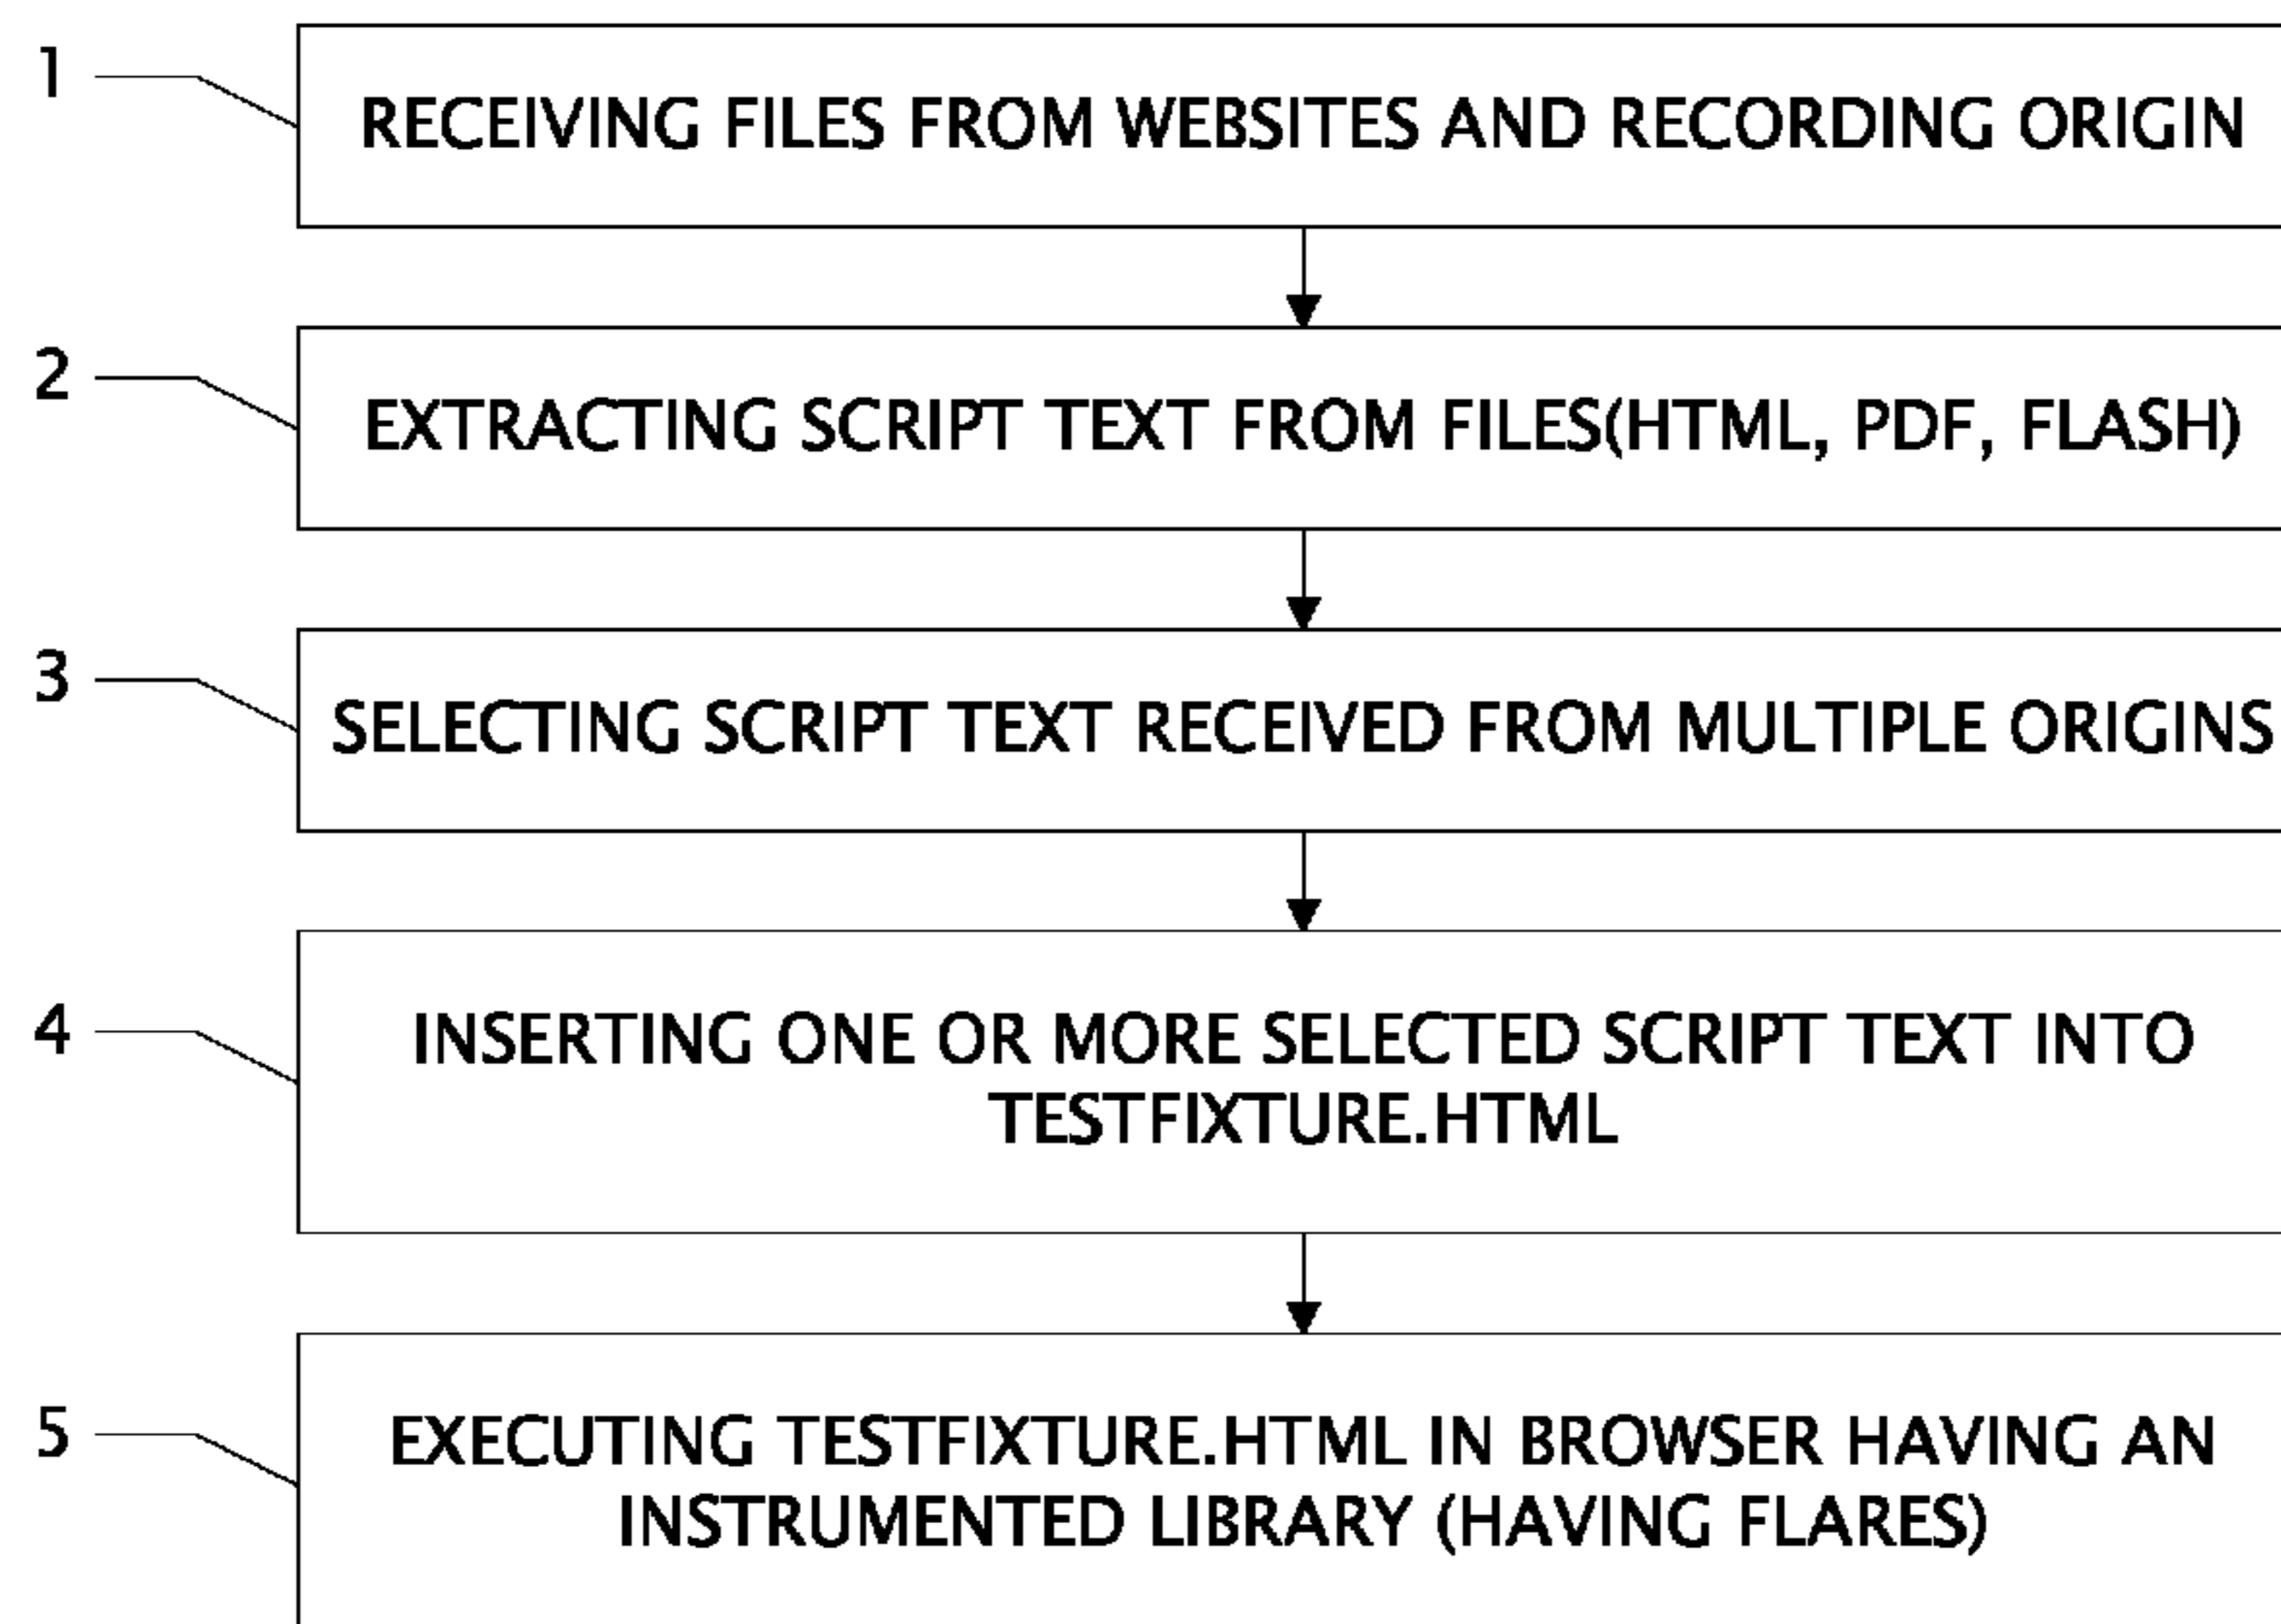 1
RECEIVING FILES FROM WEBSITES AND RECORDING ORIGIN
2
EXTRACTING SCRIPT TEXT FROM FILES(HTML, PDF, FLASH)
3
SELECTING SCRIPT TEXT RECEIVED FROM MULTIPLE ORIGINS
4
INSERTING ONE OR MORE SELECTED SCRIPT TEXT INTO
TESTFIXTURE.HTML
5
EXECUTING TESTFIXTURE.HTML IN BROWSER HAVING AN
INSTRUMENTED LIBRARY (HAVING FLARES)